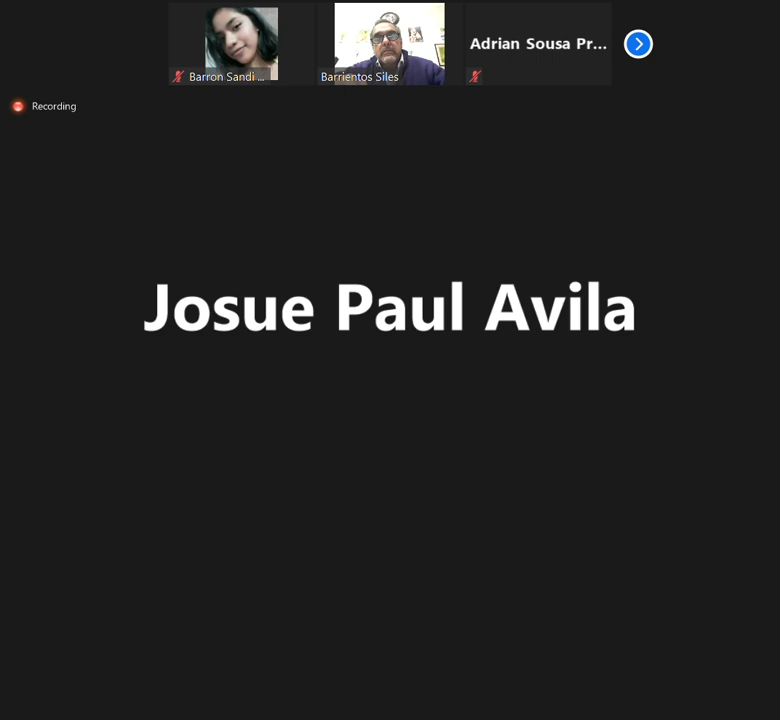 Barron Sandi ...
Barrientos Siles
Adrian Sousa Pr...
Recording
Josue Paul Avila